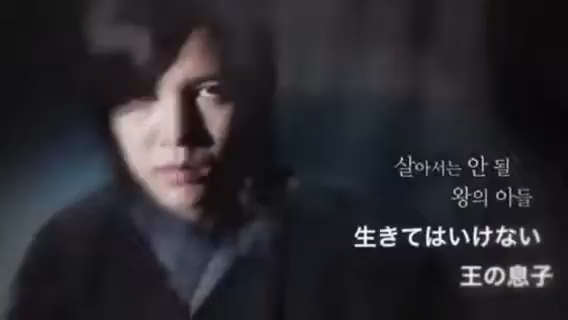 살아서는 안 될
왕의 아들
生きてはいけない
王の息子